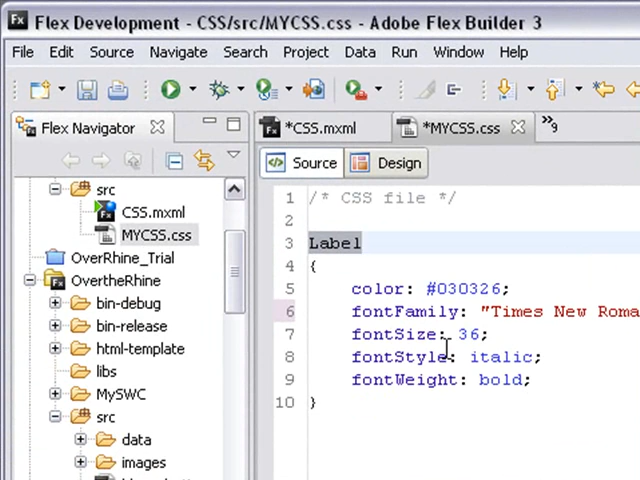 Flex Development - CSS/src/MYCSS.css - Adobe Flex Builder 3
File Edit Source Navigate Search Project Data Run Window Help
Flex Navigator
*CSS.mxml *MYCSS.css 9
Source Design
src
CSS.mxml
MYCSS.css
OverRhine_Trial
OvertheRhine
bin-debug
bin-release
html-template
libs
MySWC
src
data
images
1 /* CSS file */
2
3 Label
4 {
5 color: #030326;
6 fontFamily: "Times New Roma
7 fontSize: 36;
8 fontStyle: italic;
9 fontWeight: bold;
10 }